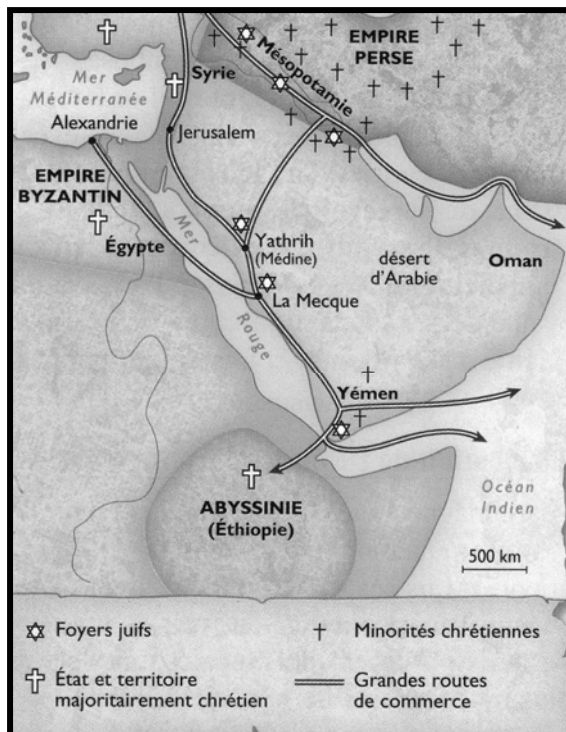 EMPIRE
PERSE
Mésopotamie
Syrie
Mer
Méditerranée
Alexandrie
Jerusalem
EMPIRE
BYZANTIN
Égypte
Mer
Rouge
Yathrih
(Médine)
désert
d'Arabie
Oman
La Mecque
Yémen
ABYSSINIE
(Éthiopie)
Océan
Indien
500 km
Foyers juifs
Minorités chrétiennes
État et territoire
majoritairement chrétien
Grandes routes
de commerce